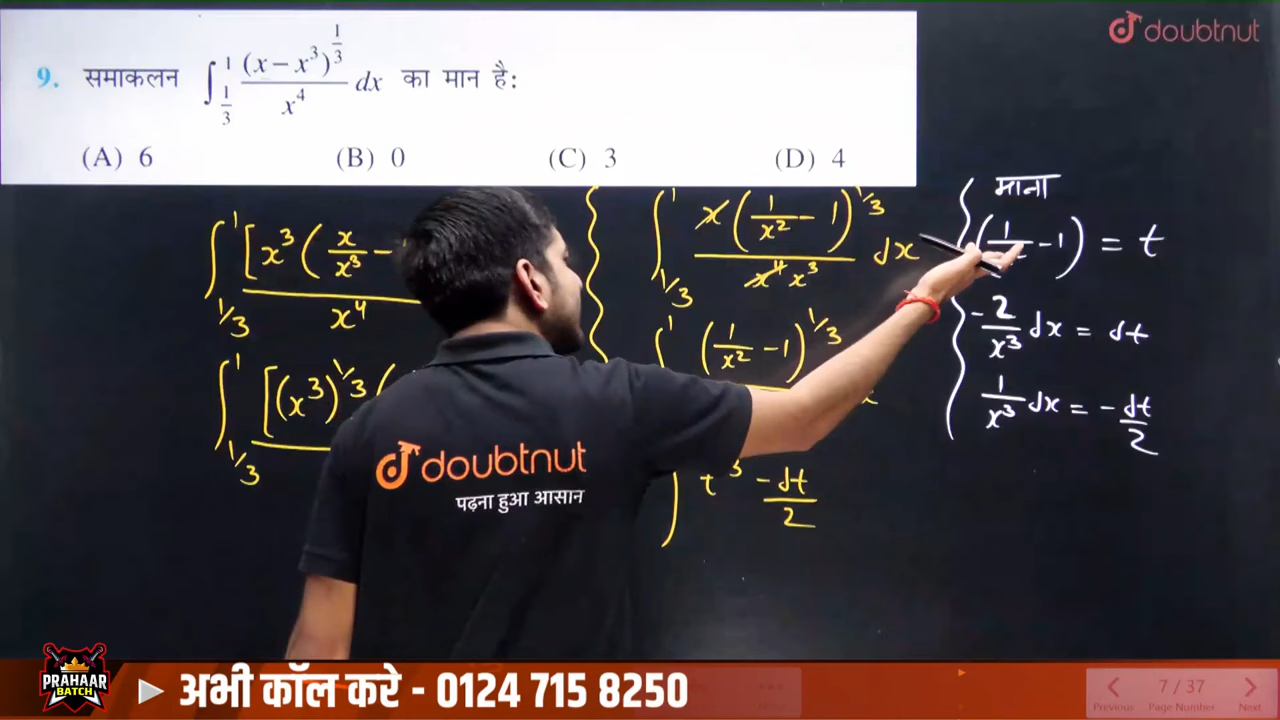 doubtnut
9. समाकलन ∫_{1/3}^{1} (x − x³)^{1/3} / x⁴ dx का मान है:
(A) 6 (B) 0 (C) 3 (D) 4
∫_{1/3}^{1} [x³(x/x³ −
x⁴
∫_{1/3}^{1} [(x³)^{1/3} (
∫_{1/3}^{1} x(1/x² − 1)^{1/3} / x⁴ x³ dx
(1/x² − 1)^{1/3}
∫ t − dt/2
माना
(1/ − 1) = t
−2/x³ dx = dt
1/x³ dx = − dt/2
doubtnut
पढ़ना हुआ आसान
PRAHAAR
BATCH
अभी कॉल करे - 0124 715 8250
7 / 37
Previous Page Number Next